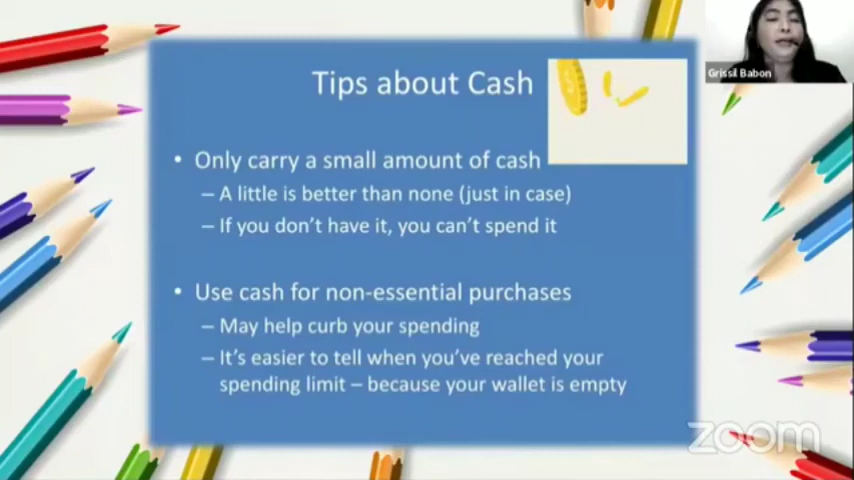 Tips about Cash
Grissil Babon
• Only carry a small amount of cash
– A little is better than none (just in case)
– If you don't have it, you can't spend it
• Use cash for non-essential purchases
– May help curb your spending
– It's easier to tell when you've reached your
spending limit – because your wallet is empty
zoom